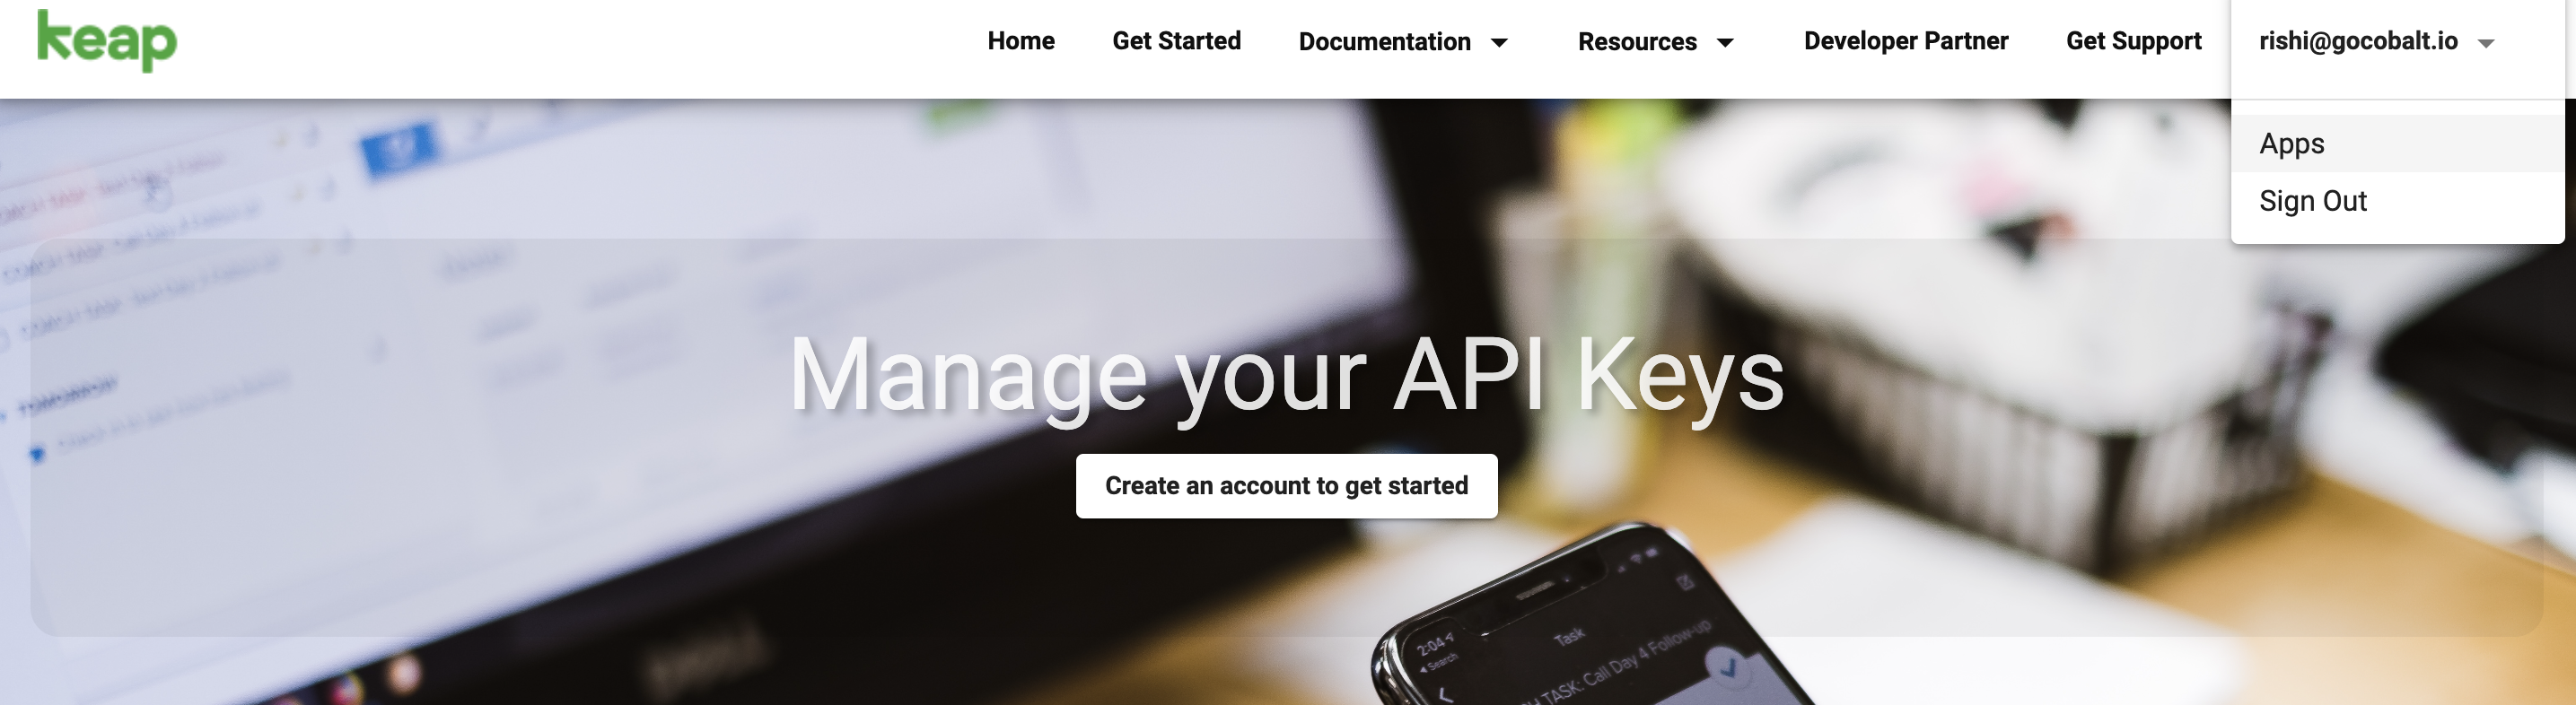 keap
Home
Get Started
Documentation
Resources
Developer Partner
Get Support
rishi@gocobalt.io
Apps
Sign Out
Manage your API Keys
Create an account to get started
TOMORROW
2:04
Search
Task
TASK: Call Day 4 Follow-up